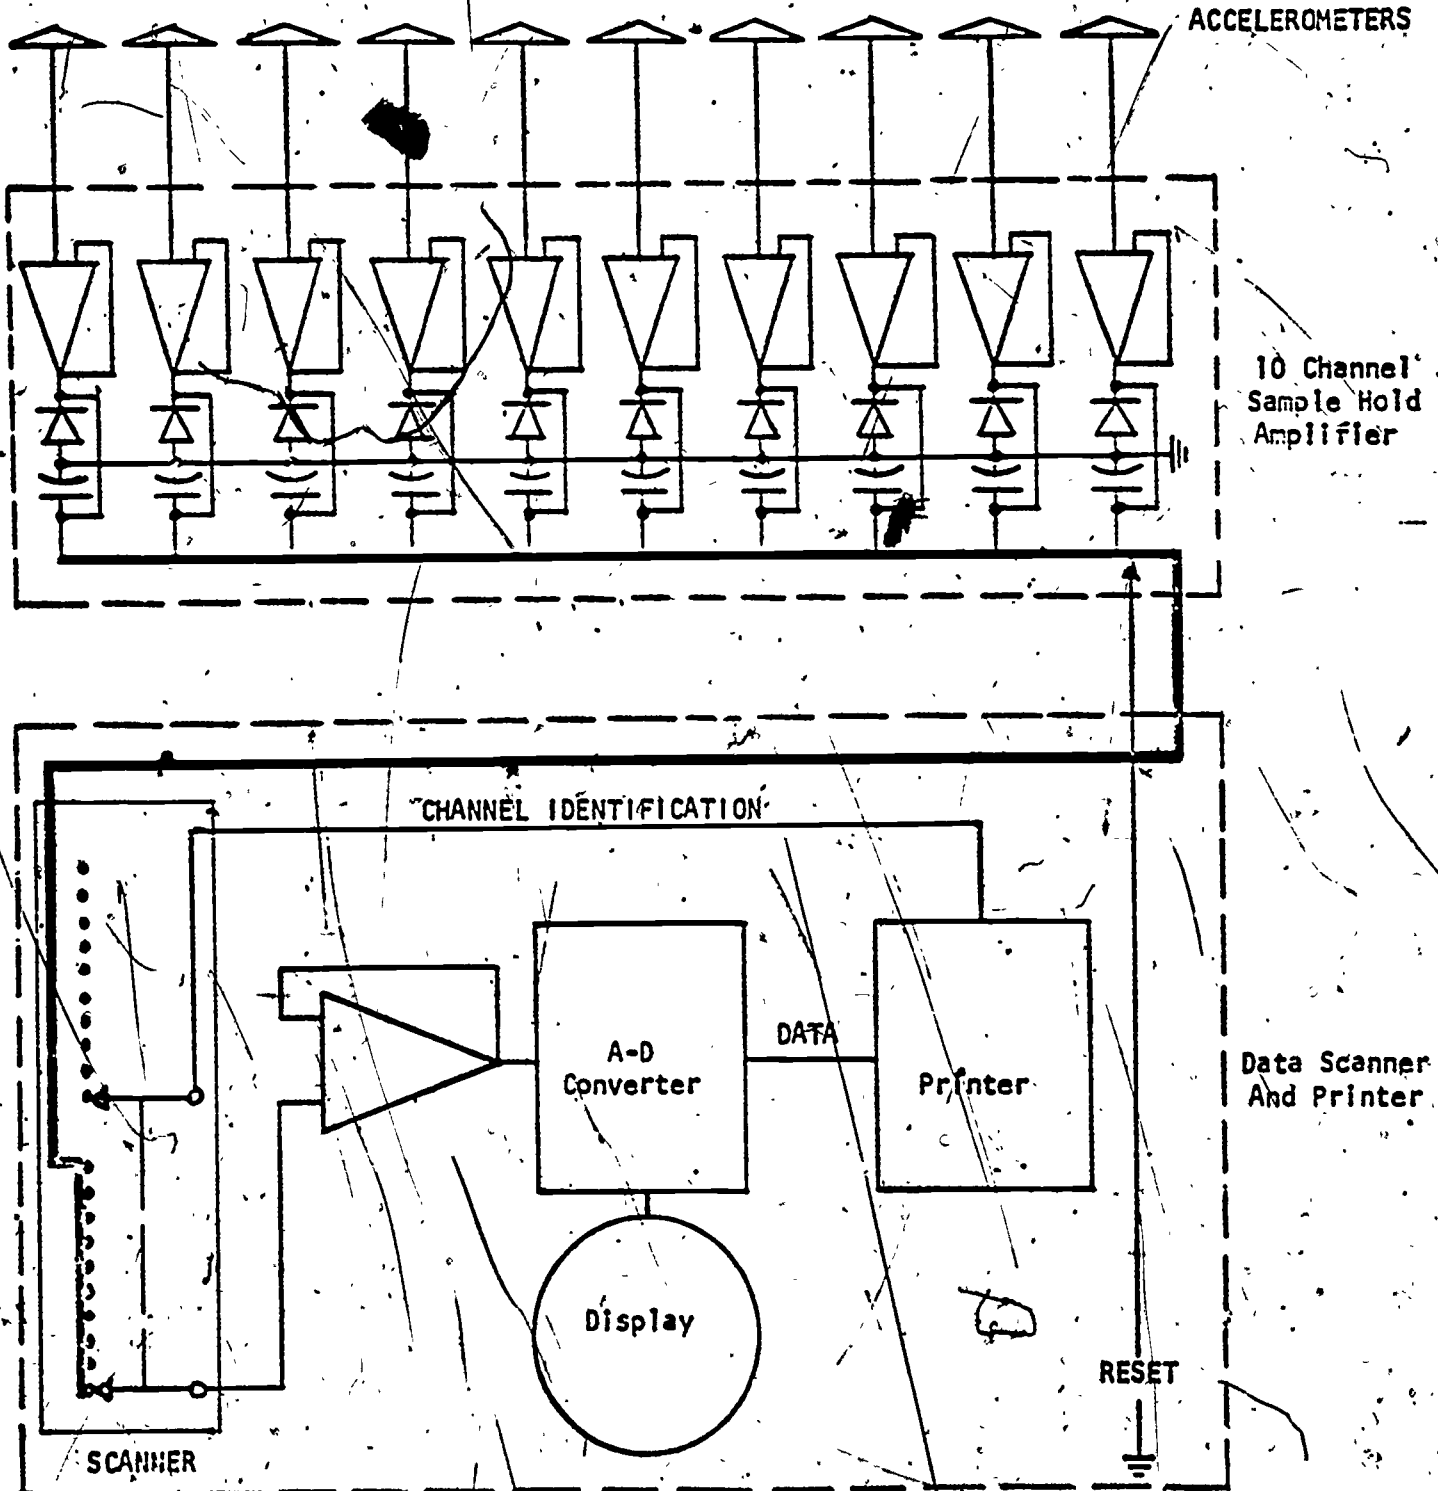 ACCELEROMETERS
10 Channel
Sample Hold
Amplifier
CHANNEL IDENTIFICATION
A-D
Converter
DATA
Printer
Data Scanner
And Printer
Display
RESET
SCANNER